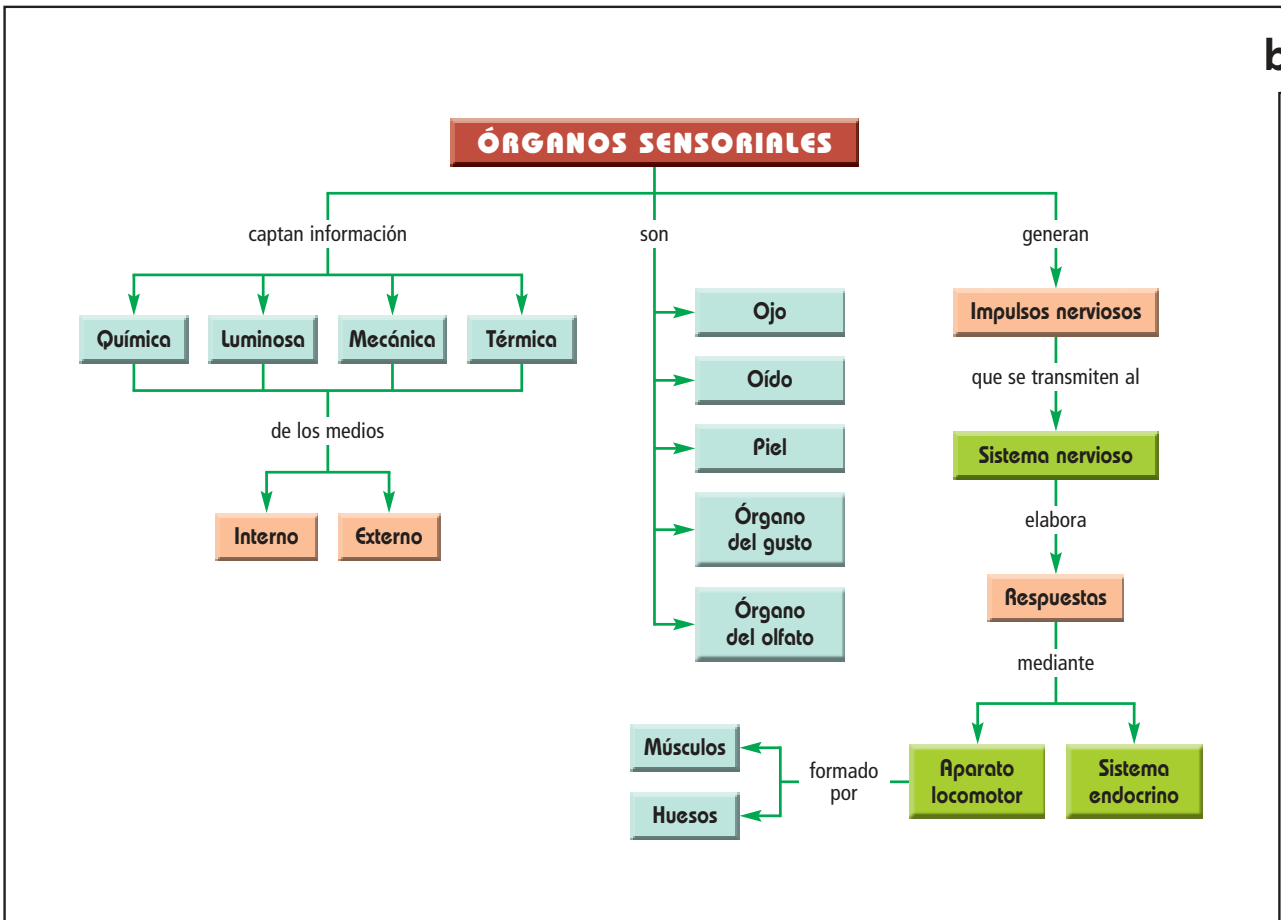 b
ÓRGANOS SENSORIALES
captan información
Química
Luminosa
Mecánica
Térmica
de los medios
Interno
Externo
son
Ojo
Oído
Piel
Órgano
del gusto
Órgano
del olfato
generan
Impulsos nerviosos
que se transmiten al
Sistema nervioso
elabora
Respuestas
mediante
Aparato
locomotor
Sistema
endocrino
formado
por
Músculos
Huesos